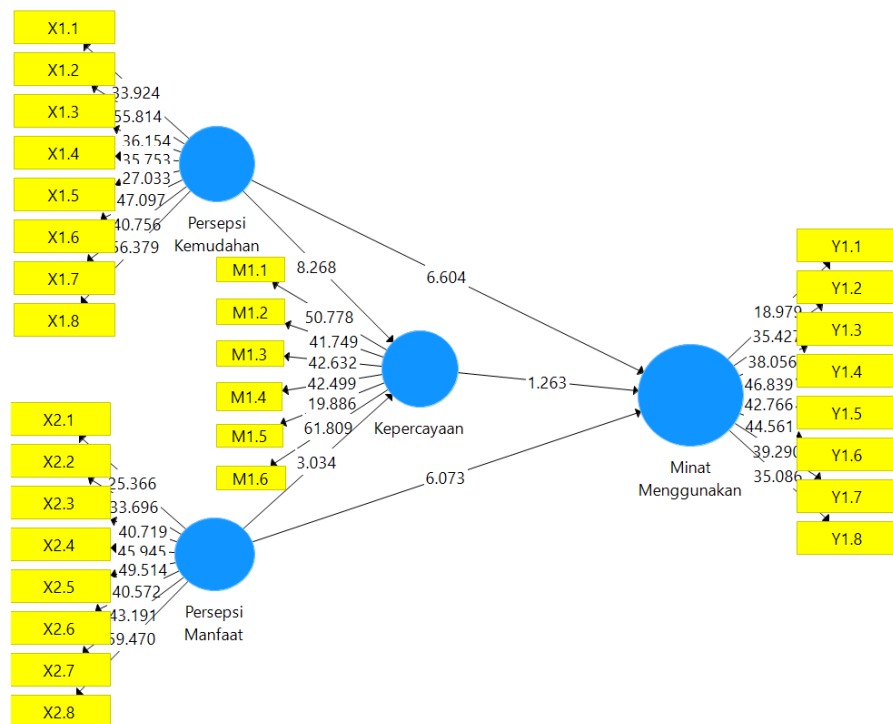 X1.1
X1.2
X1.3
X1.4
X1.5
X1.6
X1.7
X1.8
33.924
55.814
36.154
35.753
27.033
47.097
40.756
Persepsi
Kemudahan
8.268
6.604
M1.1
M1.2
M1.3
M1.4
M1.5
M1.6
50.778
41.749
42.632
42.499
19.886
61.809
3.034
Kepercayaan
1.263
6.073
X2.1
X2.2
X2.3
X2.4
X2.5
X2.6
X2.7
X2.8
25.366
33.696
40.719
45.945
49.514
40.572
43.191
Persepsi
Manfaat
Minat
Menggunakan
18.979
35.427
38.056
46.839
42.766
44.561
39.290
35.086
Y1.1
Y1.2
Y1.3
Y1.4
Y1.5
Y1.6
Y1.7
Y1.8